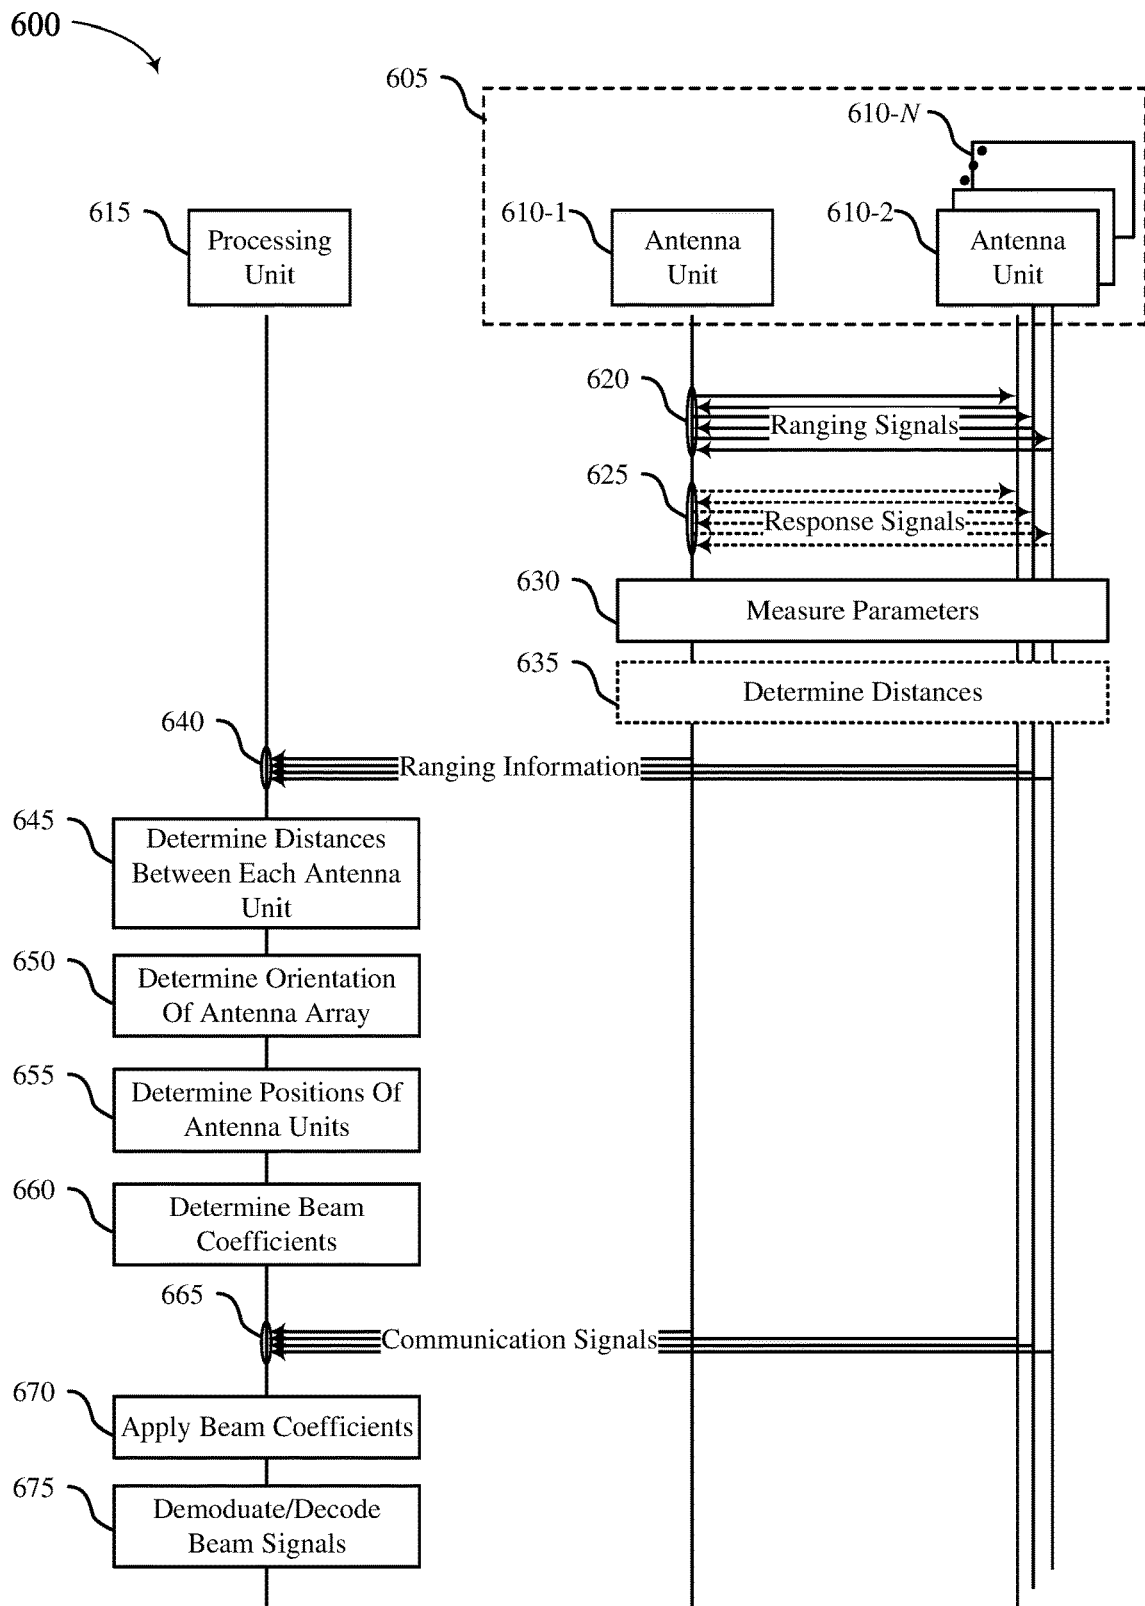 600
605
610-N
615
610-1
610-2
Processing
Unit
Antenna
Unit
Antenna
Unit
620
Ranging Signals
625
Response Signals
630
Measure Parameters
635
Determine Distances
640
Ranging Information
645
Determine Distances
Between Each Antenna
Unit
650
Determine Orientation
Of Antenna Array
655
Determine Positions Of
Antenna Units
660
Determine Beam
Coefficients
665
Communication Signals
670
Apply Beam Coefficients
675
Demoduate/Decode
Beam Signals